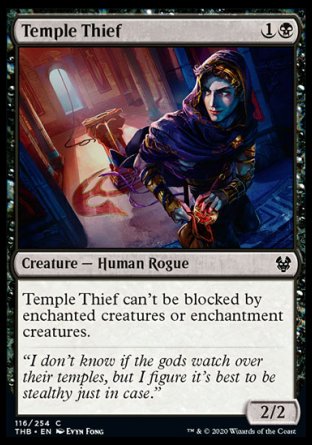 Temple Thief 1
Creature — Human Rogue
Temple Thief can't be blocked by
enchanted creatures or enchantment
creatures.
"I don't know if the gods watch over
their temples, but I figure it's best to be
stealthy just in case."
2/2
116/254 C
THB • EN Evyn Fong
™ & © 2020 Wizards of the Coast